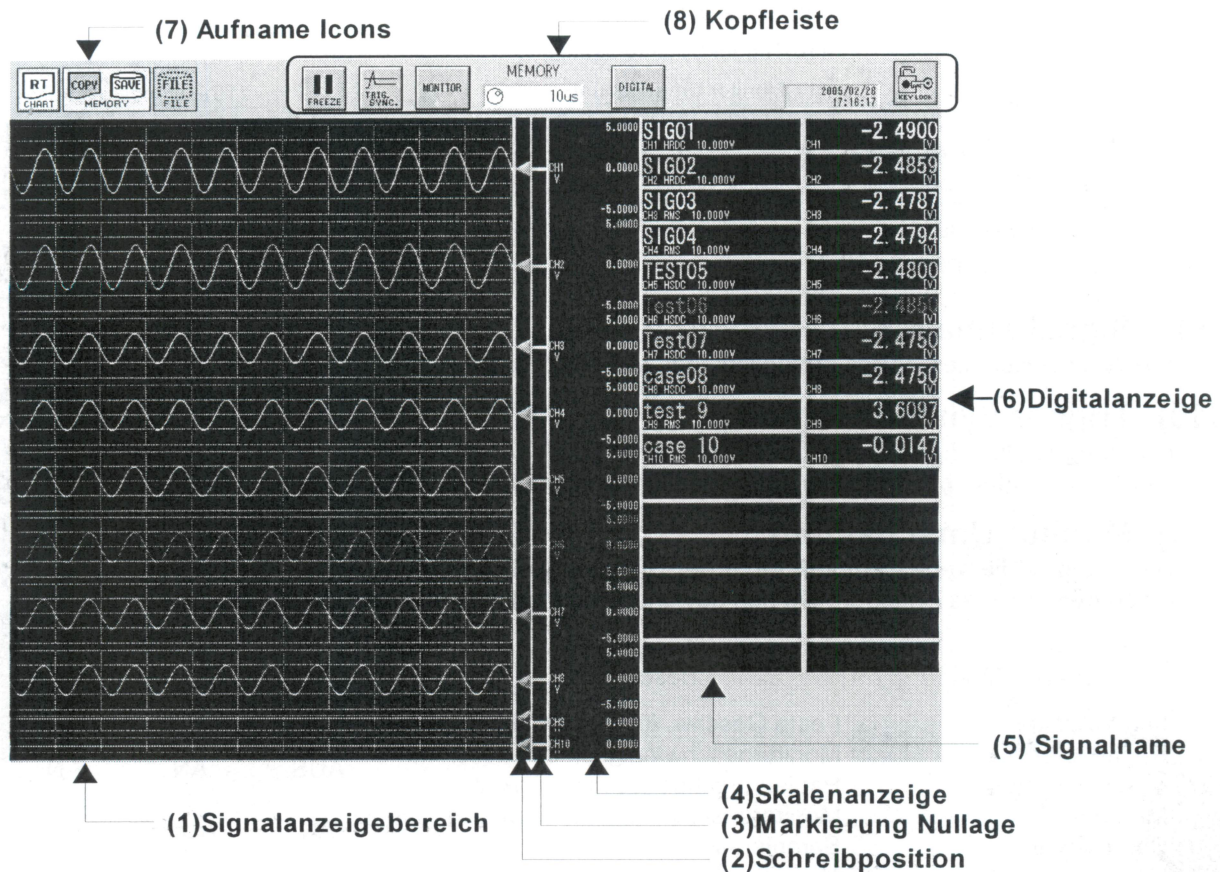 (7) Aufname Icons
(8) Kopfleiste
RT
CHART
COPY SAVE
MEMORY
FILE
FILE
FREEZE
TRIG. SYNC.
MONITOR
MEMORY
10us
DIGITAL
2005/02/28
17:16:17
KEY LOCK
5.0000
CH1
V
0.0000
-5.0000
5.0000
CH2
V
0.0000
-5.0000
5.0000
CH3
V
0.0000
-5.0000
5.0000
CH4
V
0.0000
-5.0000
5.0000
CH5
V
0.0000
-5.0000
5.0000
CH6
0.0000
-5.0000
5.0000
CH7
V
0.0000
-5.0000
5.0000
CH8
V
0.0000
-5.0000
CH9
0.0000
CH10
0.0000
SIG01
CH1 HRDC 10.000V
CH1 -2.4900 [V]
SIG02
CH2 HRDC 10.000V
CH2 -2.4859 [V]
SIG03
CH3 RMS 10.000V
CH3 -2.4787 [V]
SIG04
CH4 RMS 10.000V
CH4 -2.4794 [V]
TEST05
CH5 HSDC 10.000V
CH5 -2.4800 [V]
Test06
CH6 HSDC 10.000V
CH6 -2.4850 [V]
Test07
CH7 HSDC 10.000V
CH7 -2.4750 [V]
case08
CH8 HSDC 10.000V
CH8 -2.4750 [V]
test 9
CH9 RMS 10.000V
CH9 3.6097 [V]
case 10
CH10 RMS 10.000V
CH10 -0.0147 [V]
(6)Digitalanzeige
(5) Signalname
(4)Skalenanzeige
(3)Markierung Nullage
(2)Schreibposition
(1)Signalanzeigebereich